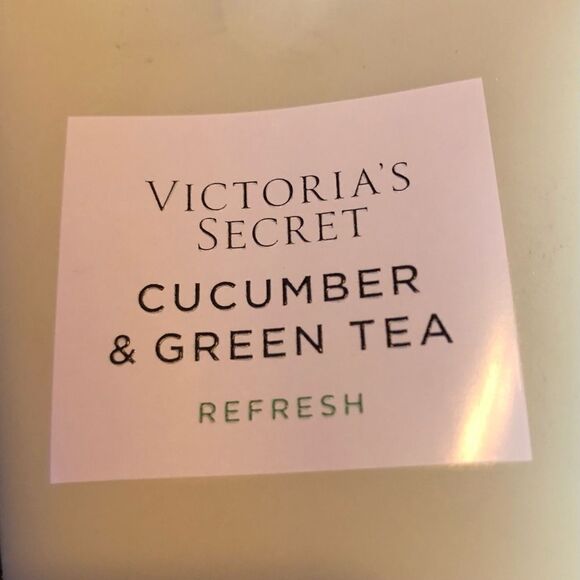 VICTORIA'S
SECRET
CUCUMBER
& GREEN TEA
REFRESH